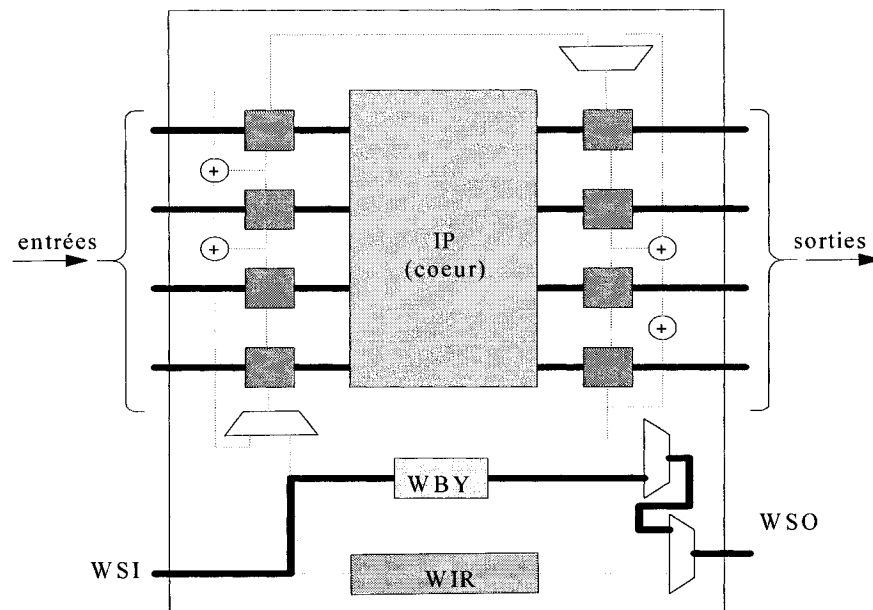 IP
(coeur)
entrées
sorties
+
+
+
+
WBY
WSO
WSI
WIR